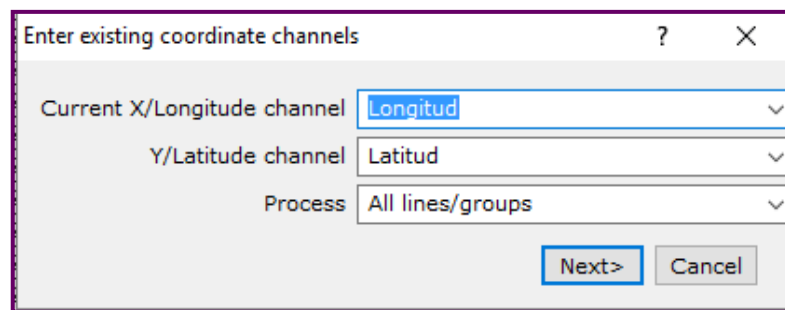 Enter existing coordinate channels ? X
Current X/Longitude channel Longitud
Y/Latitude channel Latitud
Process All lines/groups
Next> Cancel